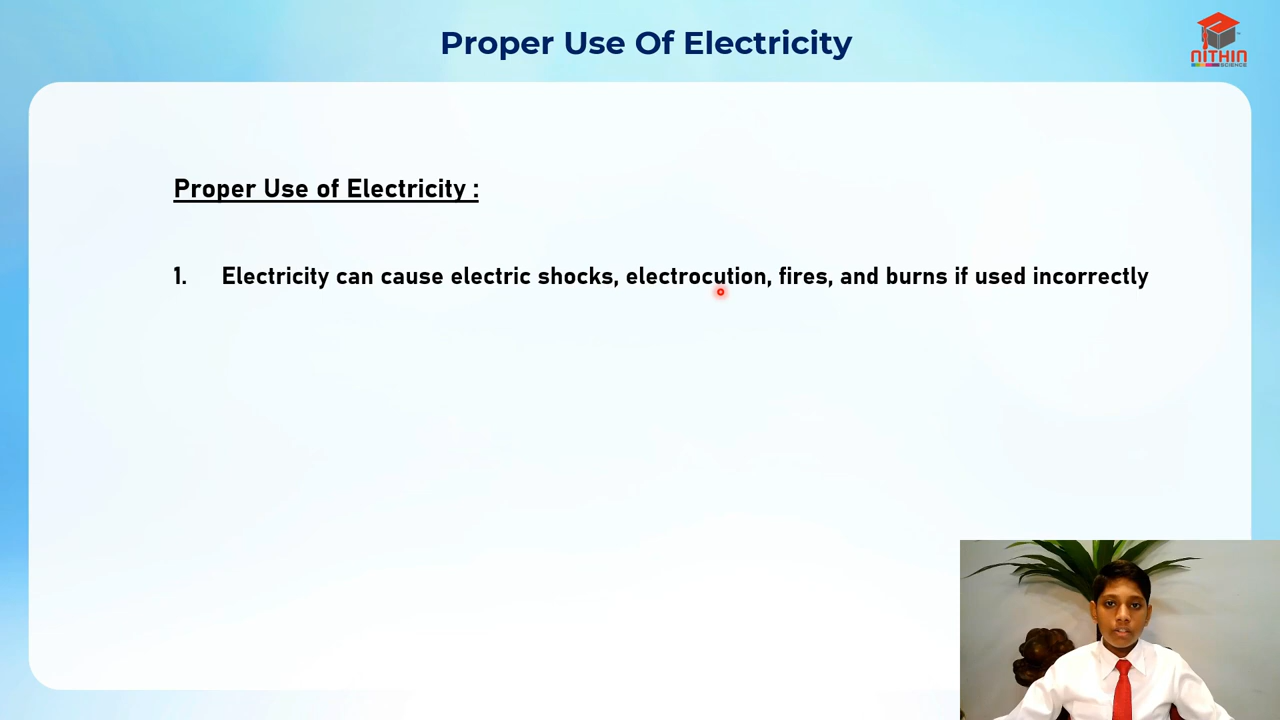 Proper Use Of Electricity
NITHIN
SCIENCE
Proper Use of Electricity :
1. Electricity can cause electric shocks, electrocution, fires, and burns if used incorrectly